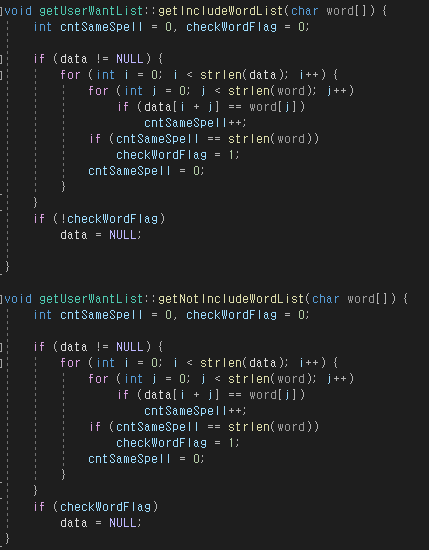 void getUserWantList::getIncludeWordList(char word[]) {
    int cntSameSpell = 0, checkWordFlag = 0;

    if (data != NULL) {
        for (int i = 0; i < strlen(data); i++) {
            for (int j = 0; j < strlen(word); j++)
                if (data[i + j] == word[j])
                    cntSameSpell++;
            if (cntSameSpell == strlen(word))
                checkWordFlag = 1;
            cntSameSpell = 0;
        }
    }
    if (!checkWordFlag)
        data = NULL;

}

void getUserWantList::getNotIncludeWordList(char word[]) {
    int cntSameSpell = 0, checkWordFlag = 0;

    if (data != NULL) {
        for (int i = 0; i < strlen(data); i++) {
            for (int j = 0; j < strlen(word); j++)
                if (data[i + j] == word[j])
                    cntSameSpell++;
            if (cntSameSpell == strlen(word))
                checkWordFlag = 1;
            cntSameSpell = 0;
        }
    }
    if (checkWordFlag)
        data = NULL;
}